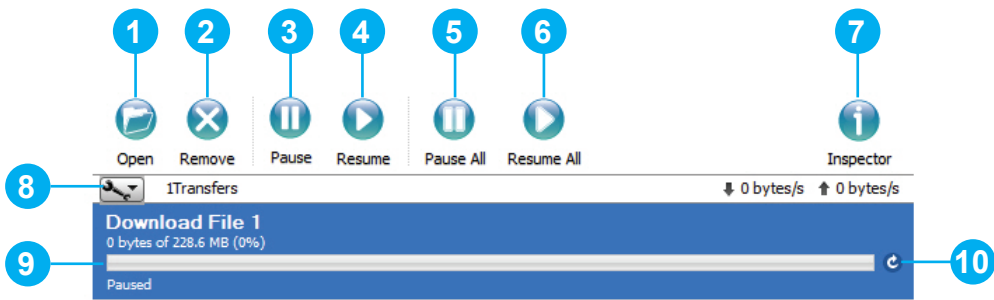 1 2 3 4 5 6 7
Open Remove Pause Resume Pause All Resume All Inspector
8 1Transfers 0 bytes/s 0 bytes/s
Download File 1
0 bytes of 228.6 MB (0%)
9 10
Paused